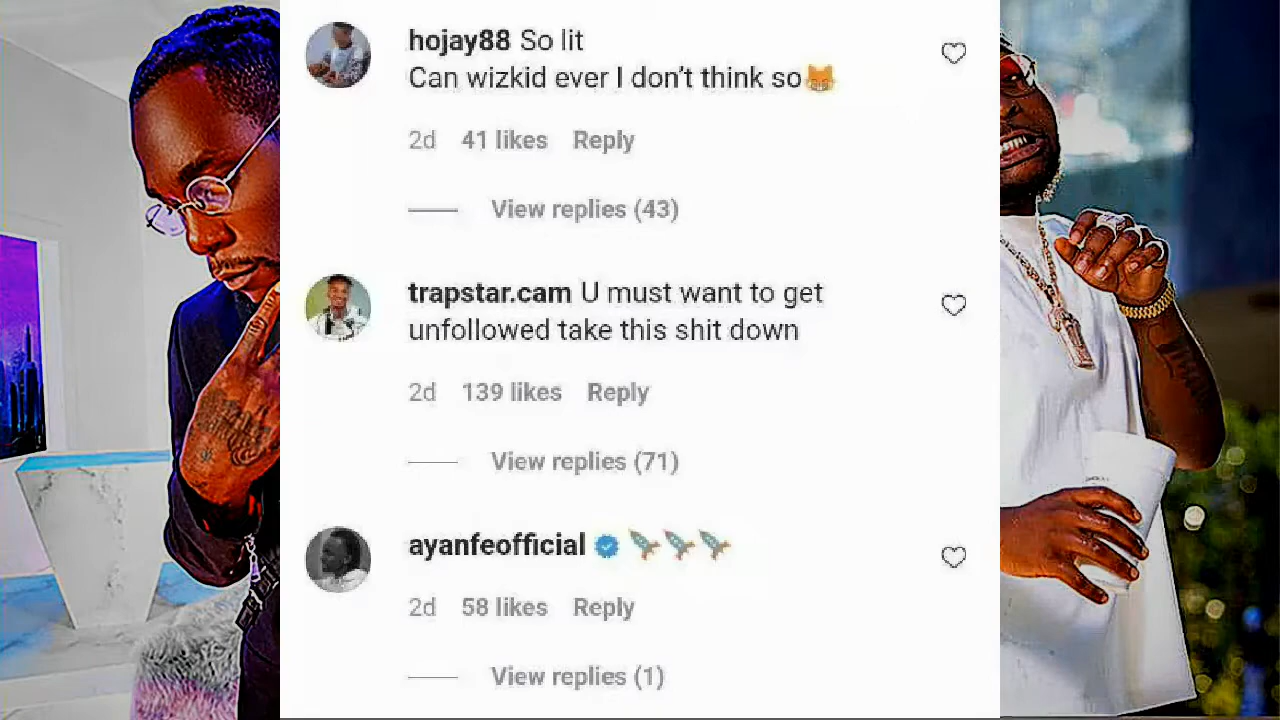 hojay88 So lit
Can wizkid ever I don't think so😹
2d 41 likes Reply
View replies (43)
trapstar.cam U must want to get
unfollowed take this shit down
2d 139 likes Reply
View replies (71)
ayanfeofficial 🚀🚀🚀
2d 58 likes Reply
View replies (1)